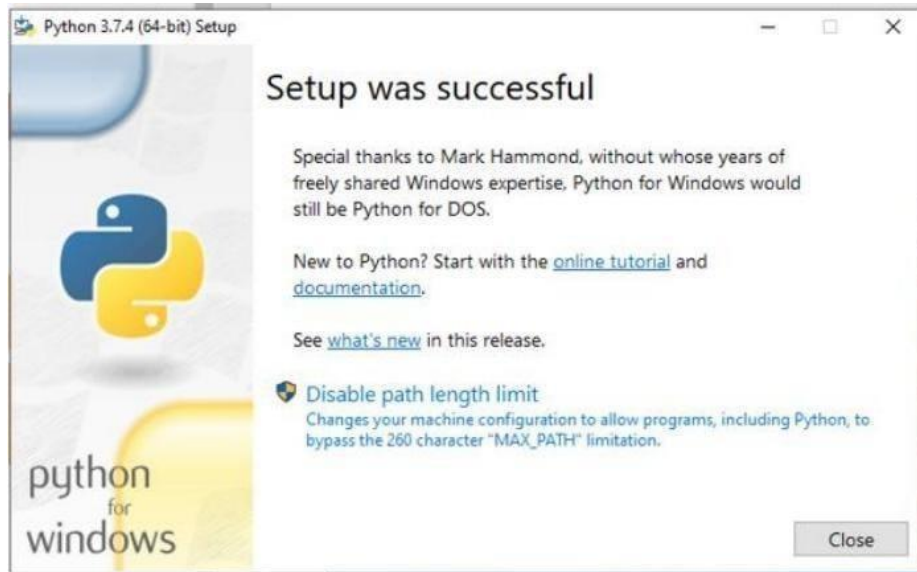 Python 3.7.4 (64-bit) Setup
Setup was successful
Special thanks to Mark Hammond, without whose years of
freely shared Windows expertise, Python for Windows would
still be Python for DOS.
New to Python? Start with the online tutorial and
documentation.
See what's new in this release.
Disable path length limit
Changes your machine configuration to allow programs, including Python, to
bypass the 260 character "MAX_PATH" limitation.
python
for
windows
Close